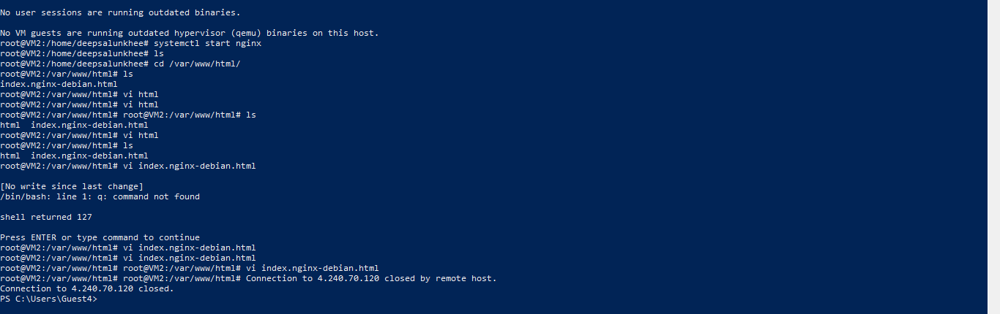 No user sessions are running outdated binaries.
No VM guests are running outdated hypervisor (qemu) binaries on this host.
root@VM2:/home/deepsalunkhee# systemctl start nginx
root@VM2:/home/deepsalunkhee# ls
root@VM2:/home/deepsalunkhee# cd /var/www/html/
root@VM2:/var/www/html# ls
index.nginx-debian.html
root@VM2:/var/www/html# vi html
root@VM2:/var/www/html# vi html
root@VM2:/var/www/html# root@VM2:/var/www/html# ls
html  index.nginx-debian.html
root@VM2:/var/www/html# vi html
root@VM2:/var/www/html# ls
html  index.nginx-debian.html
root@VM2:/var/www/html# vi index.nginx-debian.html
[No write since last change]
/bin/bash: line 1: q: command not found
shell returned 127
Press ENTER or type command to continue
root@VM2:/var/www/html# vi index.nginx-debian.html
root@VM2:/var/www/html# vi index.nginx-debian.html
root@VM2:/var/www/html# root@VM2:/var/www/html# vi index.nginx-debian.html
root@VM2:/var/www/html# root@VM2:/var/www/html# Connection to 4.240.70.120 closed by remote host.
Connection to 4.240.70.120 closed.
PS C:\Users\Guest4>